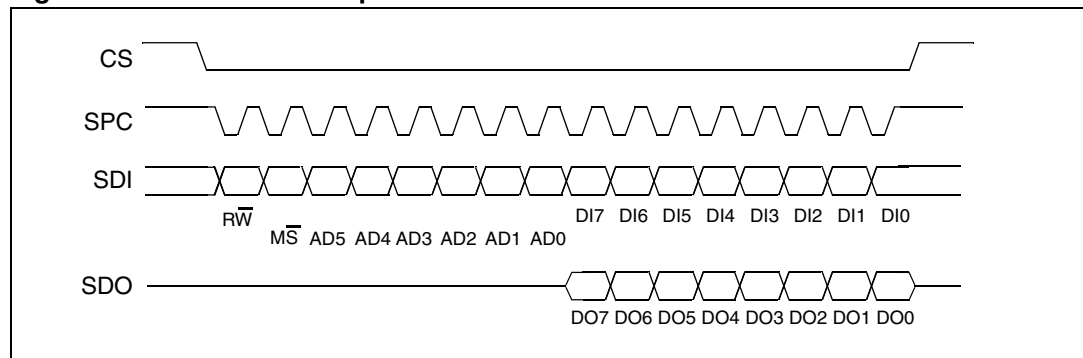 CS
SPC
SDI
DI7 DI6 DI5 DI4 DI3 DI2 DI1 DI0
RW̅
MS̅ AD5 AD4 AD3 AD2 AD1 AD0
SDO
DO7 DO6 DO5 DO4 DO3 DO2 DO1 DO0